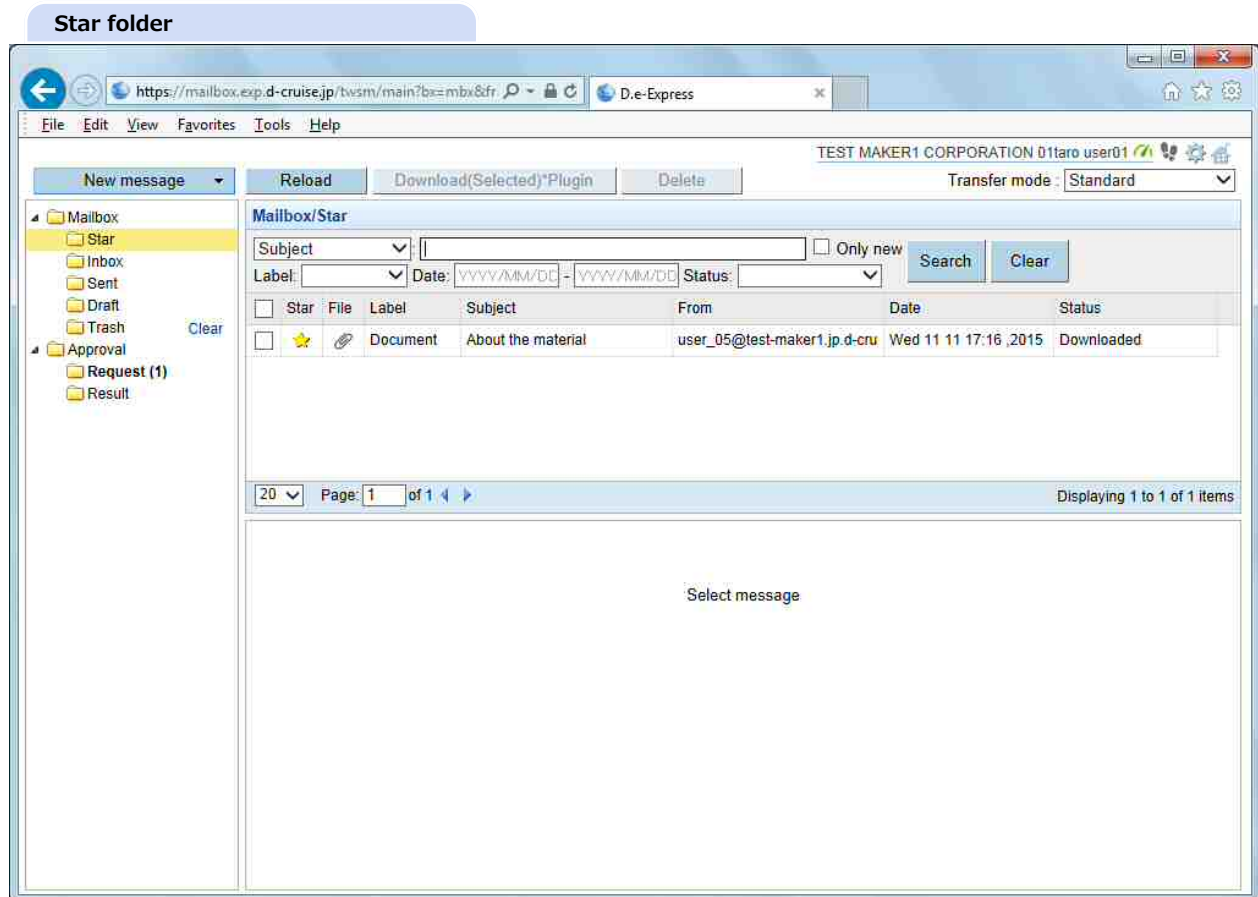 Star folder
https://mailbox.exp.d-cruise.jp/twsm/main?bx=mbx&fr
D.e-Express
File Edit View Favorites Tools Help
TEST MAKER1 CORPORATION 01taro user01
New message Reload Download(Selected)*Plugin Delete Transfer mode : Standard
Mailbox
Star
Inbox
Sent
Draft
Trash Clear
Approval
Request (1)
Result
Mailbox/Star
Subject : Only new Search Clear
Label: Date: YYYY/MM/DD - YYYY/MM/DD Status:
Star File Label Subject From Date Status
Document About the material user_05@test-maker1.jp.d-cru Wed 11 11 17:16 ,2015 Downloaded
20 Page: 1 of 1 Displaying 1 to 1 of 1 items
Select message